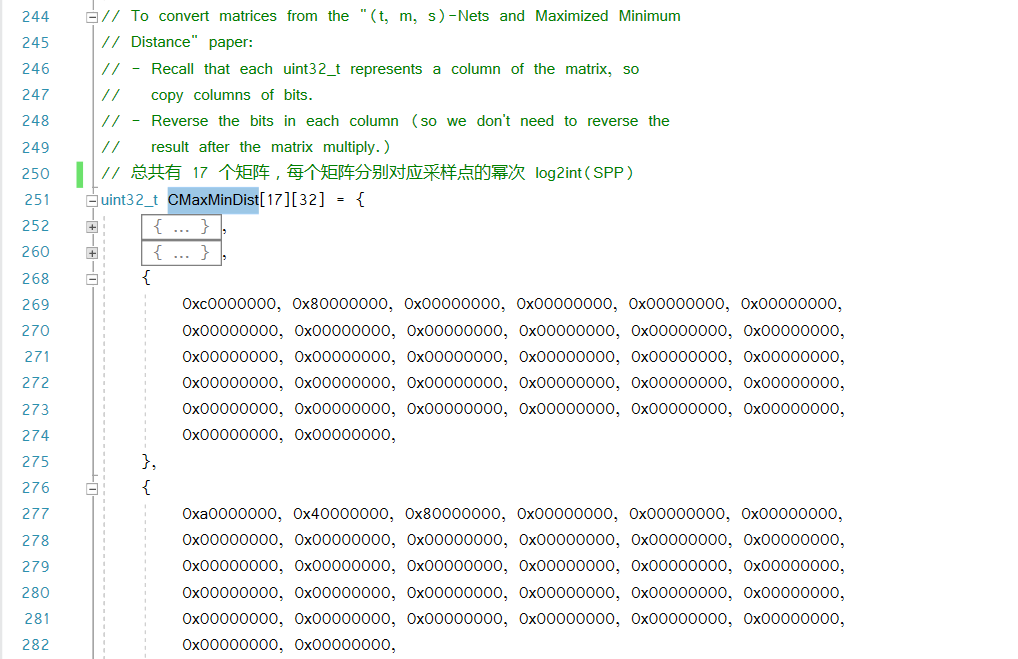 244 // To convert matrices from the "(t, m, s)-Nets and Maximized Minimum
245 // Distance" paper:
246 // - Recall that each uint32_t represents a column of the matrix, so
247 //   copy columns of bits.
248 // - Reverse the bits in each column (so we don't need to reverse the
249 //   result after the matrix multiply.)
250 // 总共有 17 个矩阵，每个矩阵分别对应采样点的幂次 log2int(SPP)
251 uint32_t CMaxMinDist[17][32] = {
252 { ... },
260 { ... },
268 {
269 0xc0000000, 0x80000000, 0x00000000, 0x00000000, 0x00000000, 0x00000000,
270 0x00000000, 0x00000000, 0x00000000, 0x00000000, 0x00000000, 0x00000000,
271 0x00000000, 0x00000000, 0x00000000, 0x00000000, 0x00000000, 0x00000000,
272 0x00000000, 0x00000000, 0x00000000, 0x00000000, 0x00000000, 0x00000000,
273 0x00000000, 0x00000000, 0x00000000, 0x00000000, 0x00000000, 0x00000000,
274 0x00000000, 0x00000000,
275 },
276 {
277 0xa0000000, 0x40000000, 0x80000000, 0x00000000, 0x00000000, 0x00000000,
278 0x00000000, 0x00000000, 0x00000000, 0x00000000, 0x00000000, 0x00000000,
279 0x00000000, 0x00000000, 0x00000000, 0x00000000, 0x00000000, 0x00000000,
280 0x00000000, 0x00000000, 0x00000000, 0x00000000, 0x00000000, 0x00000000,
281 0x00000000, 0x00000000, 0x00000000, 0x00000000, 0x00000000, 0x00000000,
282 0x00000000, 0x00000000,